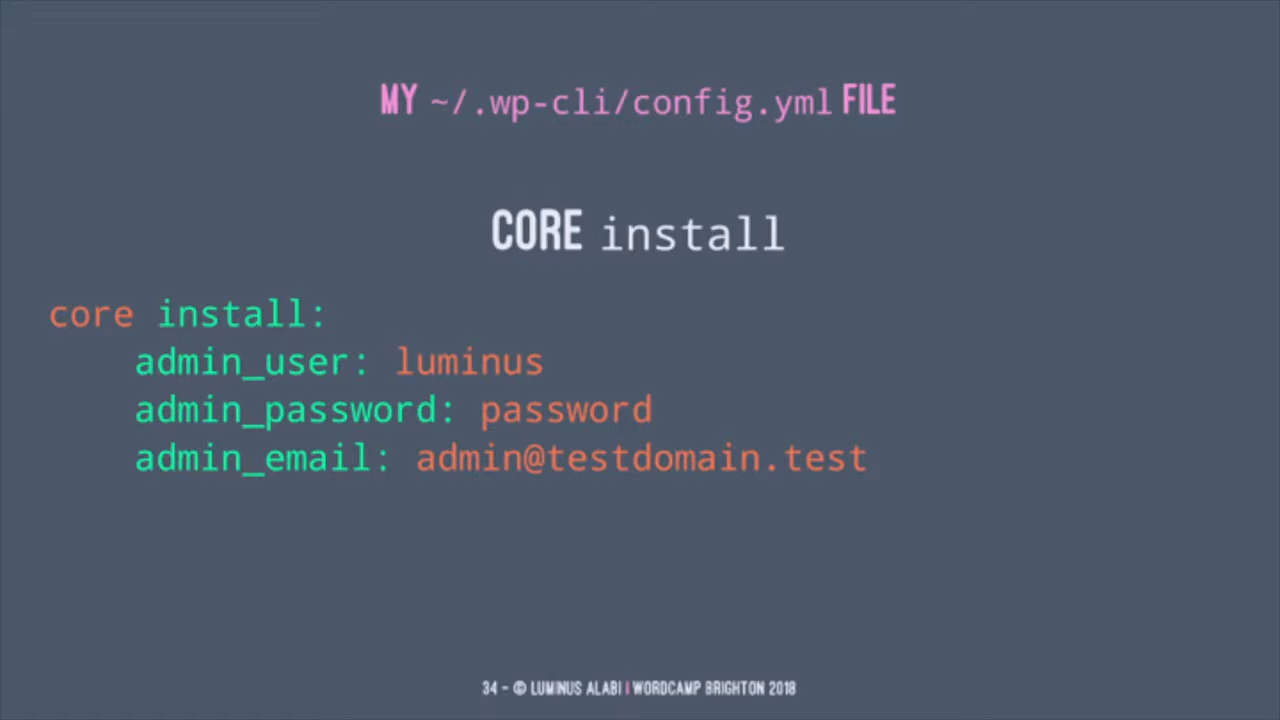 MY ~/.wp-cli/config.yml FILE
CORE install
core install:
    admin_user: luminus
    admin_password: password
    admin_email: admin@testdomain.test
34 - © LUMINUS ALABI | WORDCAMP BRIGHTON 2018